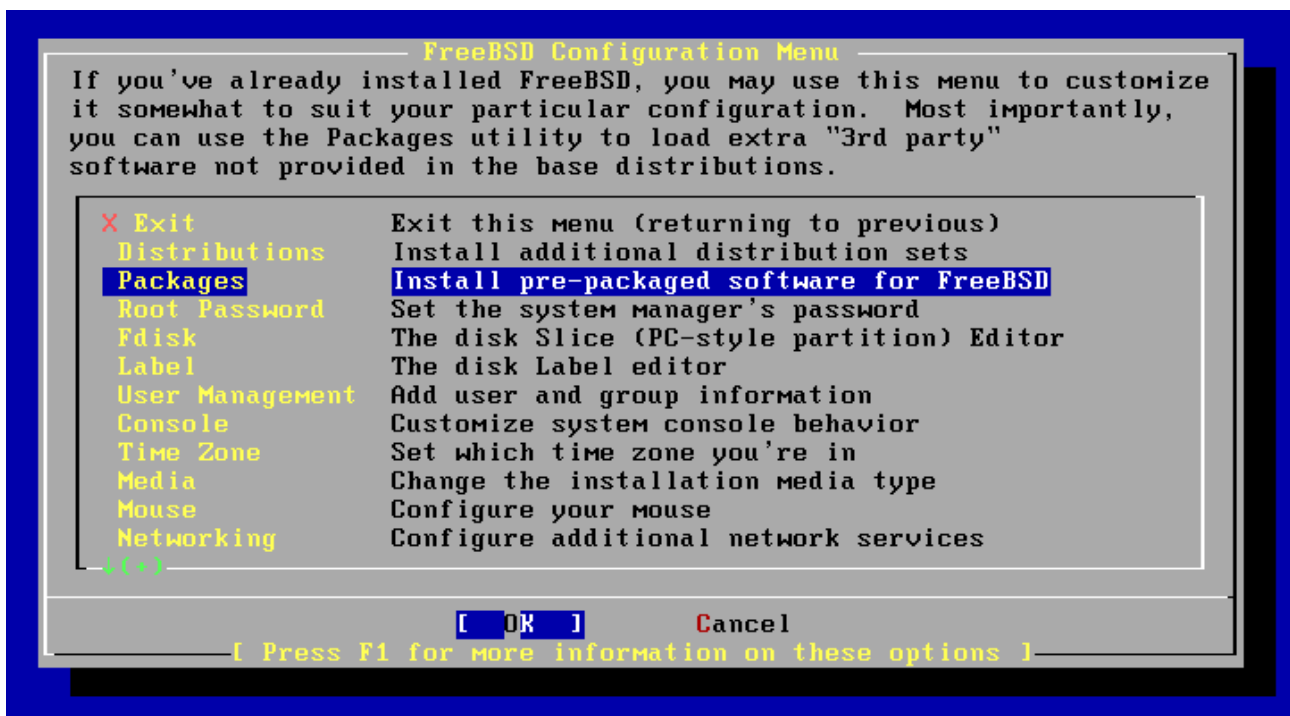 FreeBSD Configuration Menu
If you've already installed FreeBSD, you may use this menu to customize
it somewhat to suit your particular configuration.  Most importantly,
you can use the Packages utility to load extra "3rd party"
software not provided in the base distributions.
X Exit Exit this menu (returning to previous)
Distributions Install additional distribution sets
Packages Install pre-packaged software for FreeBSD
Root Password Set the system manager's password
Fdisk The disk Slice (PC-style partition) Editor
Label The disk Label editor
User Management Add user and group information
Console Customize system console behavior
Time Zone Set which time zone you're in
Media Change the installation media type
Mouse Configure your mouse
Networking Configure additional network services
↓(+)
[ OK ] Cancel
[ Press F1 for more information on these options ]